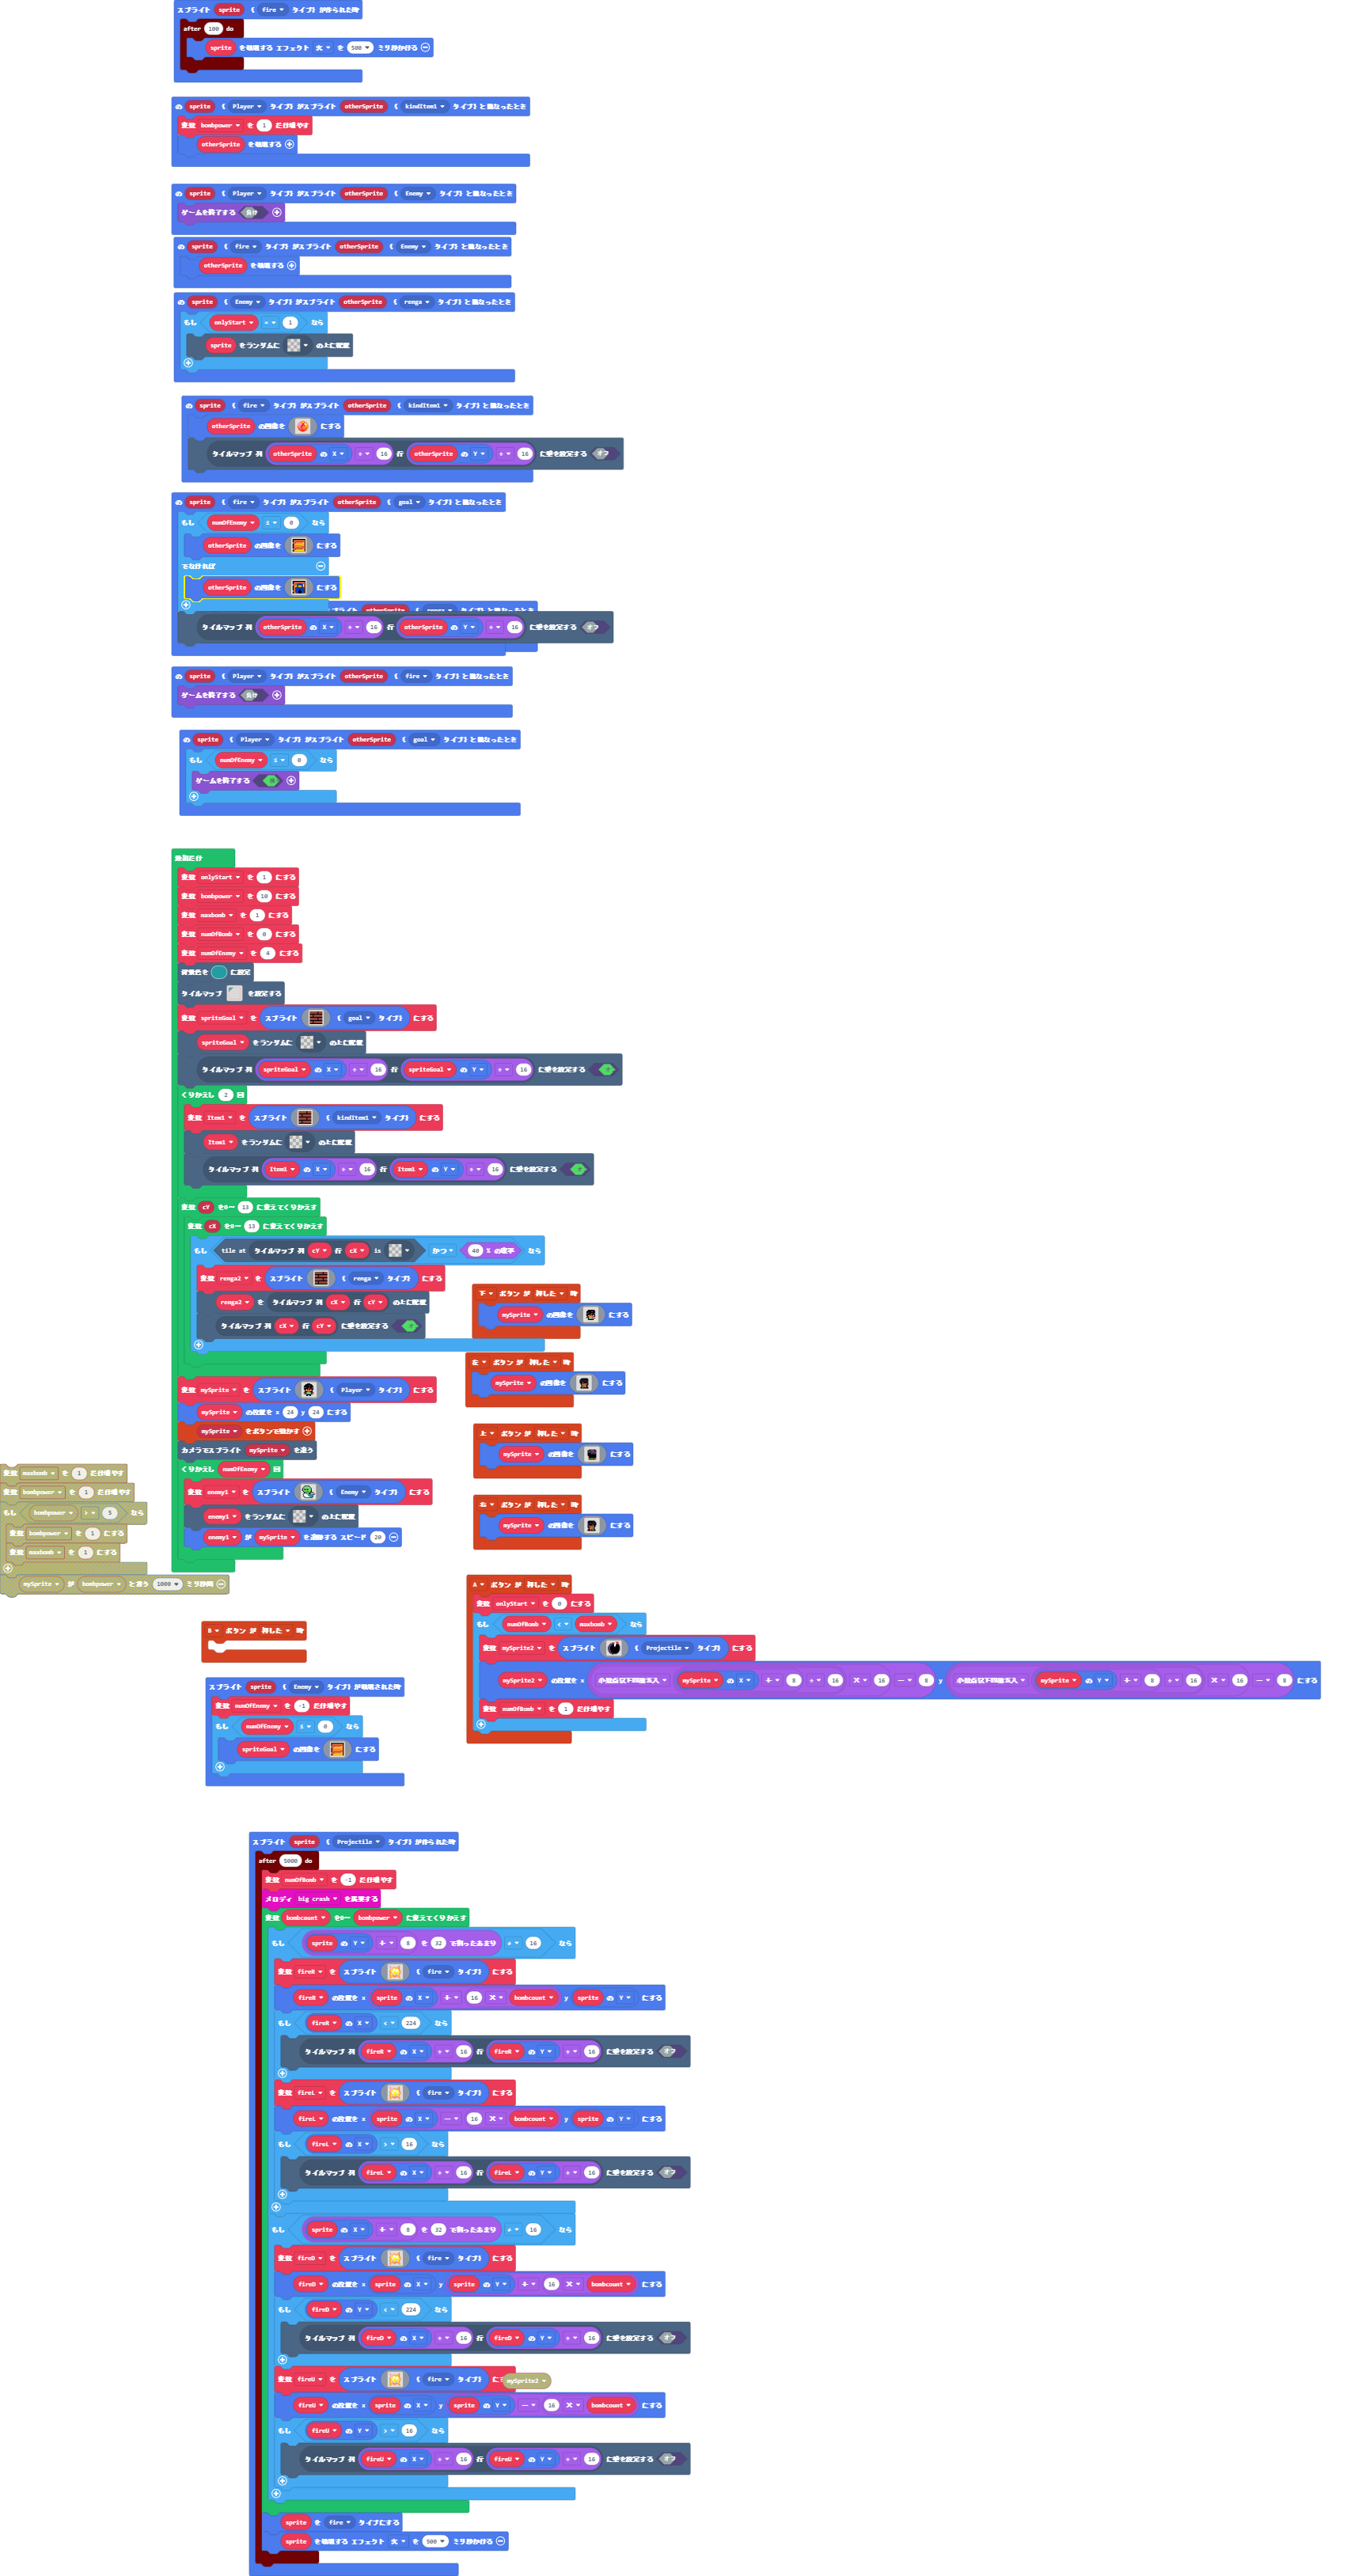 スプライト sprite { fire タイプ} が作られた時
after 100 do
sprite を破壊する エフェクト 火 を 500 ミリ秒かける
の sprite { Player タイプ} がスプライト otherSprite { kindItem1 タイプ} と重なったとき
変数 bombpower を 1 だけ増やす
otherSprite を破壊する
の sprite { Player タイプ} がスプライト otherSprite { Enemy タイプ} と重なったとき
ゲームを終了する 負け
の sprite { fire タイプ} がスプライト otherSprite { Enemy タイプ} と重なったとき
otherSprite を破壊する
の sprite { Enemy タイプ} がスプライト otherSprite { renga タイプ} と重なったとき
もし onlyStart = 1 なら
sprite をランダムに の上に配置
の sprite { fire タイプ} がスプライト otherSprite { kindItem1 タイプ} と重なったとき
otherSprite の画像を にする
タイルマップ 列 otherSprite の X ÷ 16 行 otherSprite の Y ÷ 16 に壁を設定する オフ
の sprite { fire タイプ} がスプライト otherSprite { goal タイプ} と重なったとき
もし numOfEnemy ≤ 0 なら
otherSprite の画像を にする
でなければ
otherSprite の画像を にする
プライト otherSprite { renga タイプ} と重なったとき
タイルマップ 列 otherSprite の X ÷ 16 行 otherSprite の Y ÷ 16 に壁を設定する オフ
の sprite { Player タイプ} がスプライト otherSprite { fire タイプ} と重なったとき
ゲームを終了する 負け
の sprite { Player タイプ} がスプライト otherSprite { goal タイプ} と重なったとき
もし numOfEnemy ≤ 0 なら
ゲームを終了する
最初だけ
変数 onlyStart を 1 にする
変数 bombpower を 10 にする
変数 maxbomb を 1 にする
変数 numOfBomb を 0 にする
変数 numOfEnemy を 4 にする
背景色を に設定
タイルマップ を設定する
変数 spriteGoal を スプライト { goal タイプ} にする
spriteGoal をランダムに の上に配置
タイルマップ 列 spriteGoal の X ÷ 16 行 spriteGoal の Y ÷ 16 に壁を設定する
くりかえし 2 回
変数 Item1 を スプライト { kindItem1 タイプ} にする
Item1 をランダムに の上に配置
タイルマップ 列 Item1 の X ÷ 16 行 Item1 の Y ÷ 16 に壁を設定する
変数 cY を0〜 13 に変えてくりかえす
変数 cX を0〜 13 に変えてくりかえす
もし tile at タイルマップ 列 cY 行 cX is かつ 40 % の確率 なら
変数 renga2 を スプライト { renga タイプ} にする
renga2 を タイルマップ 列 cX 行 cY の上に配置
タイルマップ 列 cX 行 cY に壁を設定する
変数 mySprite を スプライト { Player タイプ} にする
mySprite の位置を x 24 y 24 にする
mySprite をボタンで動かす
カメラでスプライト mySprite を追う
くりかえし numOfEnemy 回
変数 enemy1 を スプライト { Enemy タイプ} にする
enemy1 をランダムに の上に配置
enemy1 が mySprite を追跡する スピード 20
下 ボタン が 押した 時
mySprite の画像を にする
左 ボタン が 押した 時
mySprite の画像を にする
上 ボタン が 押した 時
mySprite の画像を にする
右 ボタン が 押した 時
mySprite の画像を にする
変数 maxbomb を 1 だけ増やす
変数 bombpower を 1 だけ増やす
もし bombpower > 5 なら
変数 bombpower を 1 にする
変数 maxbomb を 1 にする
mySprite が bombpower と言う 1000 ミリ秒間
A ボタン が 押した 時
変数 onlyStart を 0 にする
もし numOfBomb < maxbomb なら
変数 mySprite2 を スプライト { Projectile タイプ} にする
mySprite2 の位置を x 小数点以下四捨五入 mySprite の X + 8 ÷ 16 × 16 − 8 y 小数点以下四捨五入 mySprite の Y + 8 ÷ 16 × 16 − 8 にする
変数 numOfBomb を 1 だけ増やす
B ボタン が 押した 時
スプライト sprite { Enemy タイプ} が破壊された時
変数 numOfEnemy を -1 だけ増やす
もし numOfEnemy ≤ 0 なら
spriteGoal の画像を にする
スプライト sprite { Projectile タイプ} が作られた時
after 5000 do
変数 numOfBomb を -1 だけ増やす
メロディ big crash を演奏する
変数 bombcount を0〜 bombpower に変えてくりかえす
もし sprite の Y + 8 を 32 で割ったあまり ≠ 16 なら
変数 fireR を スプライト { fire タイプ} にする
fireR の位置を x sprite の X + 16 × bombcount y sprite の Y にする
もし fireR の X < 224 なら
タイルマップ 列 fireR の X ÷ 16 行 fireR の Y ÷ 16 に壁を設定する オフ
変数 fireL を スプライト { fire タイプ} にする
fireL の位置を x sprite の X − 16 × bombcount y sprite の Y にする
もし fireL の X > 16 なら
タイルマップ 列 fireL の X ÷ 16 行 fireL の Y ÷ 16 に壁を設定する オフ
もし sprite の X + 8 を 32 で割ったあまり ≠ 16 なら
変数 fireD を スプライト { fire タイプ} にする
fireD の位置を x sprite の X y sprite の Y + 16 × bombcount にする
もし fireD の Y < 224 なら
タイルマップ 列 fireD の X ÷ 16 行 fireD の Y ÷ 16 に壁を設定する オフ
変数 fireU を スプライト { fire タイプ} に mySprite2
fireU の位置を x sprite の X y sprite の Y − 16 × bombcount にする
もし fireU の Y > 16 なら
タイルマップ 列 fireU の X ÷ 16 行 fireU の Y ÷ 16 に壁を設定する オフ
sprite を fire タイプにする
sprite を破壊する エフェクト 火 を 500 ミリ秒かける